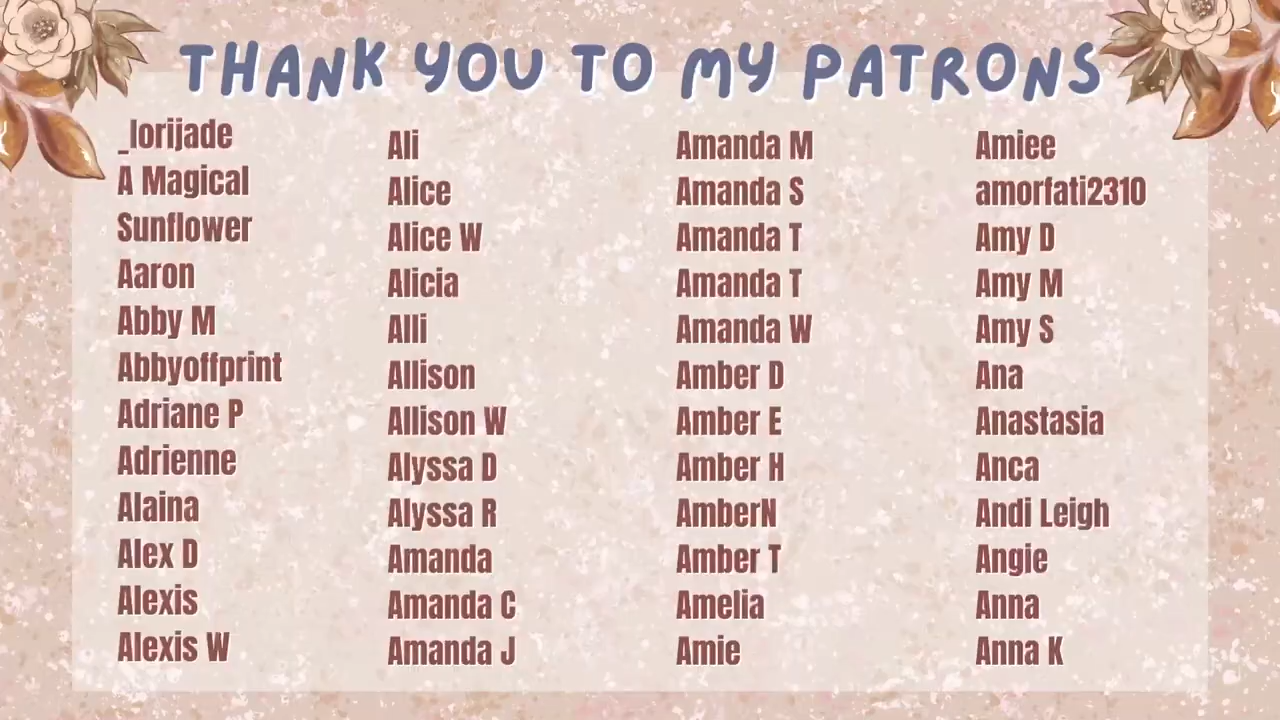 THANK YOU TO MY PATRONS
_lorijade
A Magical
Sunflower
Aaron
Abby M
Abbyoffprint
Adriane P
Adrienne
Alaina
Alex D
Alexis
Alexis W
Ali
Alice
Alice W
Alicia
Alli
Allison
Allison W
Alyssa D
Alyssa R
Amanda
Amanda C
Amanda J
Amanda M
Amanda S
Amanda T
Amanda T
Amanda W
Amber D
Amber E
Amber H
AmberN
Amber T
Amelia
Amie
Amiee
amorfati2310
Amy D
Amy M
Amy S
Ana
Anastasia
Anca
Andi Leigh
Angie
Anna
Anna K